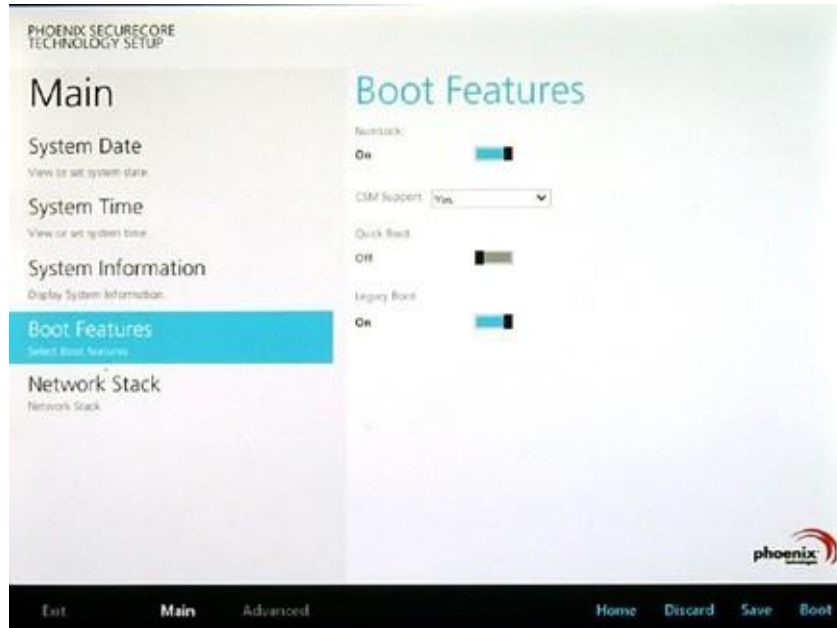 PHOENIX SECURECORE
TECHNOLOGY SETUP
Main
System Date
View or set system date.
System Time
View or set system time.
System Information
Display System Information.
Boot Features
Select Boot features
Network Stack
Network Stack
Boot Features
NumLock:
On
CSM Support
Yes
Quick Boot
Off
Legacy Boot
On
phoenix
technologies
Exit
Main
Advanced
Home
Discard
Save
Boot